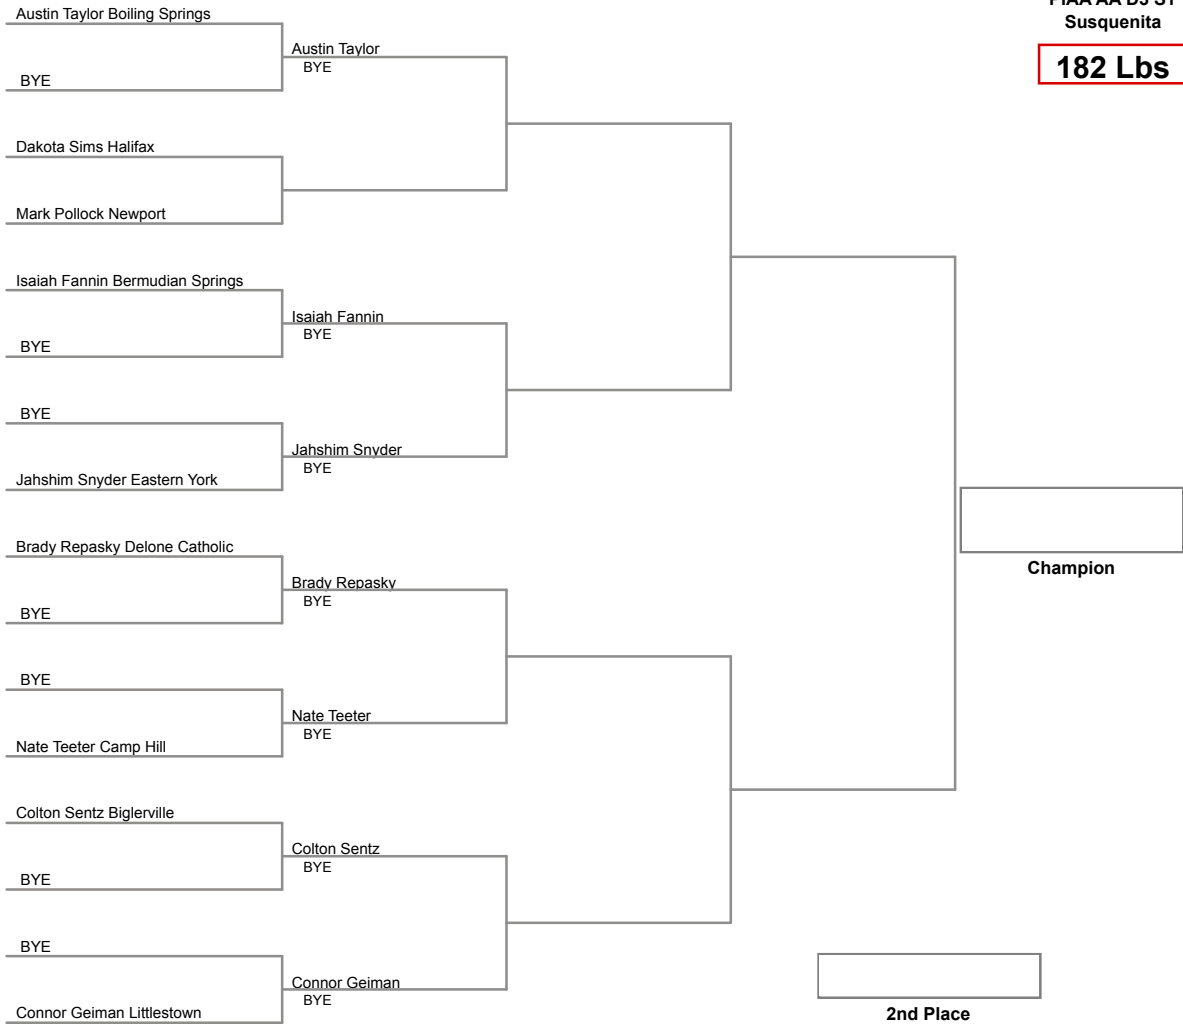 PIAA AA D3 S1
Susquenita
182 Lbs
Austin Taylor Boiling Springs
BYE
Dakota Sims Halifax
Mark Pollock Newport
Isaiah Fannin Bermudian Springs
BYE
BYE
Jahshim Snyder Eastern York
Brady Repasky Delone Catholic
BYE
BYE
Nate Teeter Camp Hill
Colton Sentz Biglerville
BYE
BYE
Connor Geiman Littlestown
Austin Taylor
BYE
Isaiah Fannin
BYE
Jahshim Snyder
BYE
Brady Repasky
BYE
Nate Teeter
BYE
Colton Sentz
BYE
Connor Geiman
BYE
Champion
2nd Place